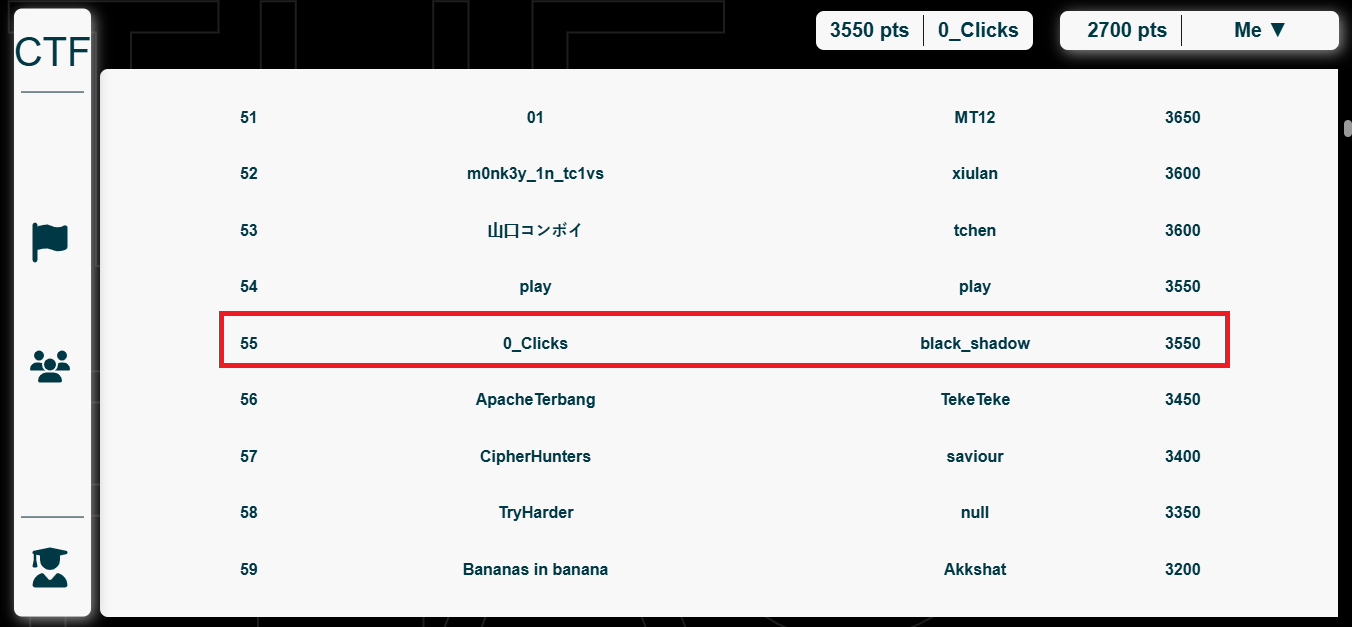 CTF
3550 pts 0_Clicks 2700 pts Me ▼
51 01 MT12 3650
52 m0nk3y_1n_tc1vs xiulan 3600
53 山口コンボイ tchen 3600
54 play play 3550
55 0_Clicks black_shadow 3550
56 ApacheTerbang TekeTeke 3450
57 CipherHunters saviour 3400
58 TryHarder null 3350
59 Bananas in banana Akkshat 3200